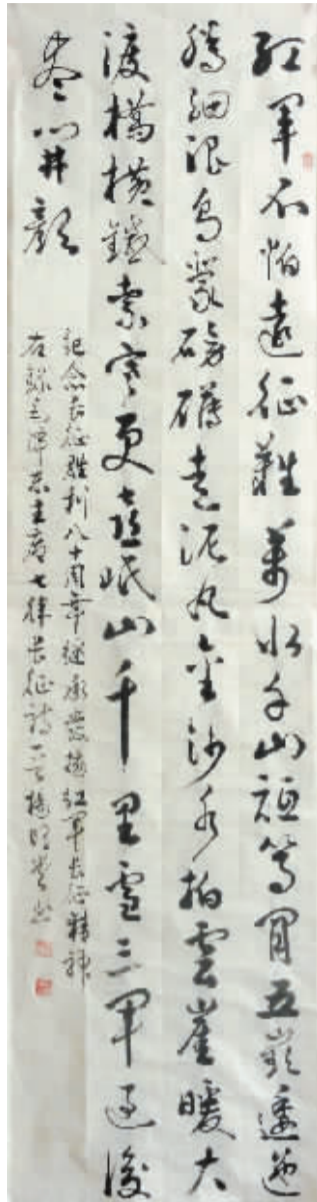 紅軍不怕遠征難萬水千山祗等閒五嶺逶迤
騰細浪烏蒙磅礴走泥丸金沙水拍雲崖暖大
渡橋橫鐵索寒更喜岷山千里雪三軍過後
盡開顏
記念長征勝利八十周年繼承發揚紅軍長征精神
右錄毛澤東主席七律長征詩一首